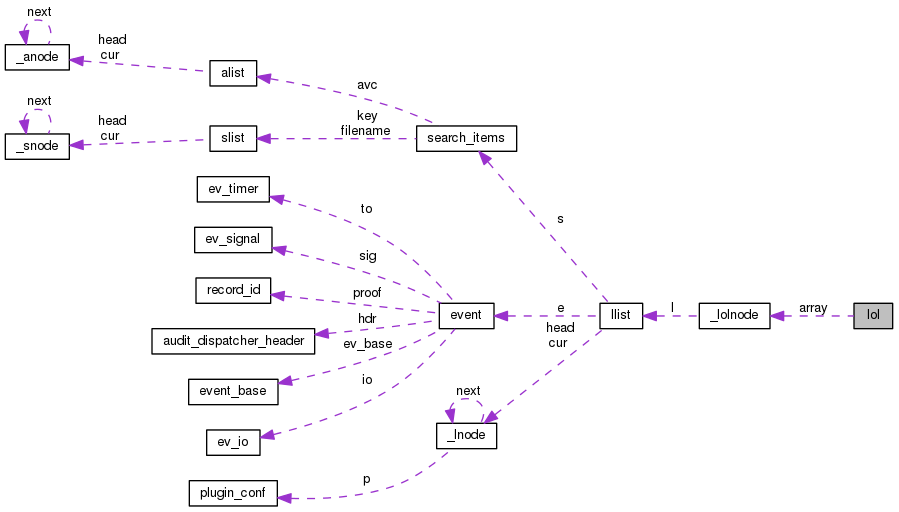 next
_anode
head
cur
alist
avc
next
_snode
head
cur
slist
key
filename
search_items
ev_timer
to
s
ev_signal
sig
record_id
proof
event
e
llist
l
_lolnode
array
lol
audit_dispatcher_header
hdr
head
cur
ev_base
event_base
io
next
_lnode
ev_io
p
plugin_conf